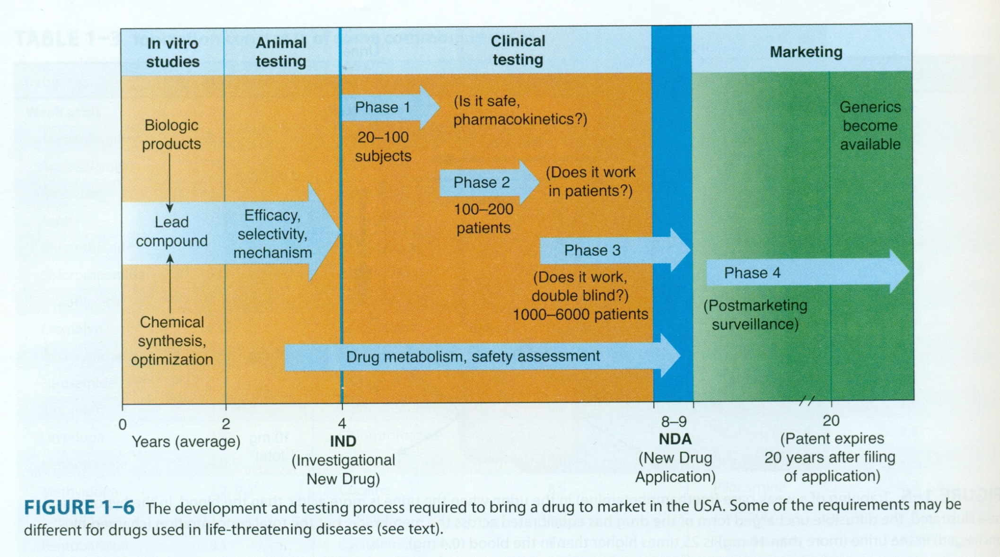 In vitro
studies
Animal
testing
Clinical
testing
Marketing
Biologic
products
Lead
compound
Chemical
synthesis,
optimization
Efficacy,
selectivity,
mechanism
Phase 1
(Is it safe,
pharmacokinetics?)
20–100
subjects
Phase 2
(Does it work
in patients?)
100–200
patients
Phase 3
(Does it work,
double blind?)
1000–6000 patients
Drug metabolism, safety assessment
Phase 4
(Postmarketing
surveillance)
Generics
become
available
0
2
4
8–9
20
Years (average)
IND
(Investigational
New Drug)
NDA
(New Drug
Application)
(Patent expires
20 years after filing
of application)
FIGURE 1–6 The development and testing process required to bring a drug to market in the USA. Some of the requirements may be
different for drugs used in life-threatening diseases (see text).